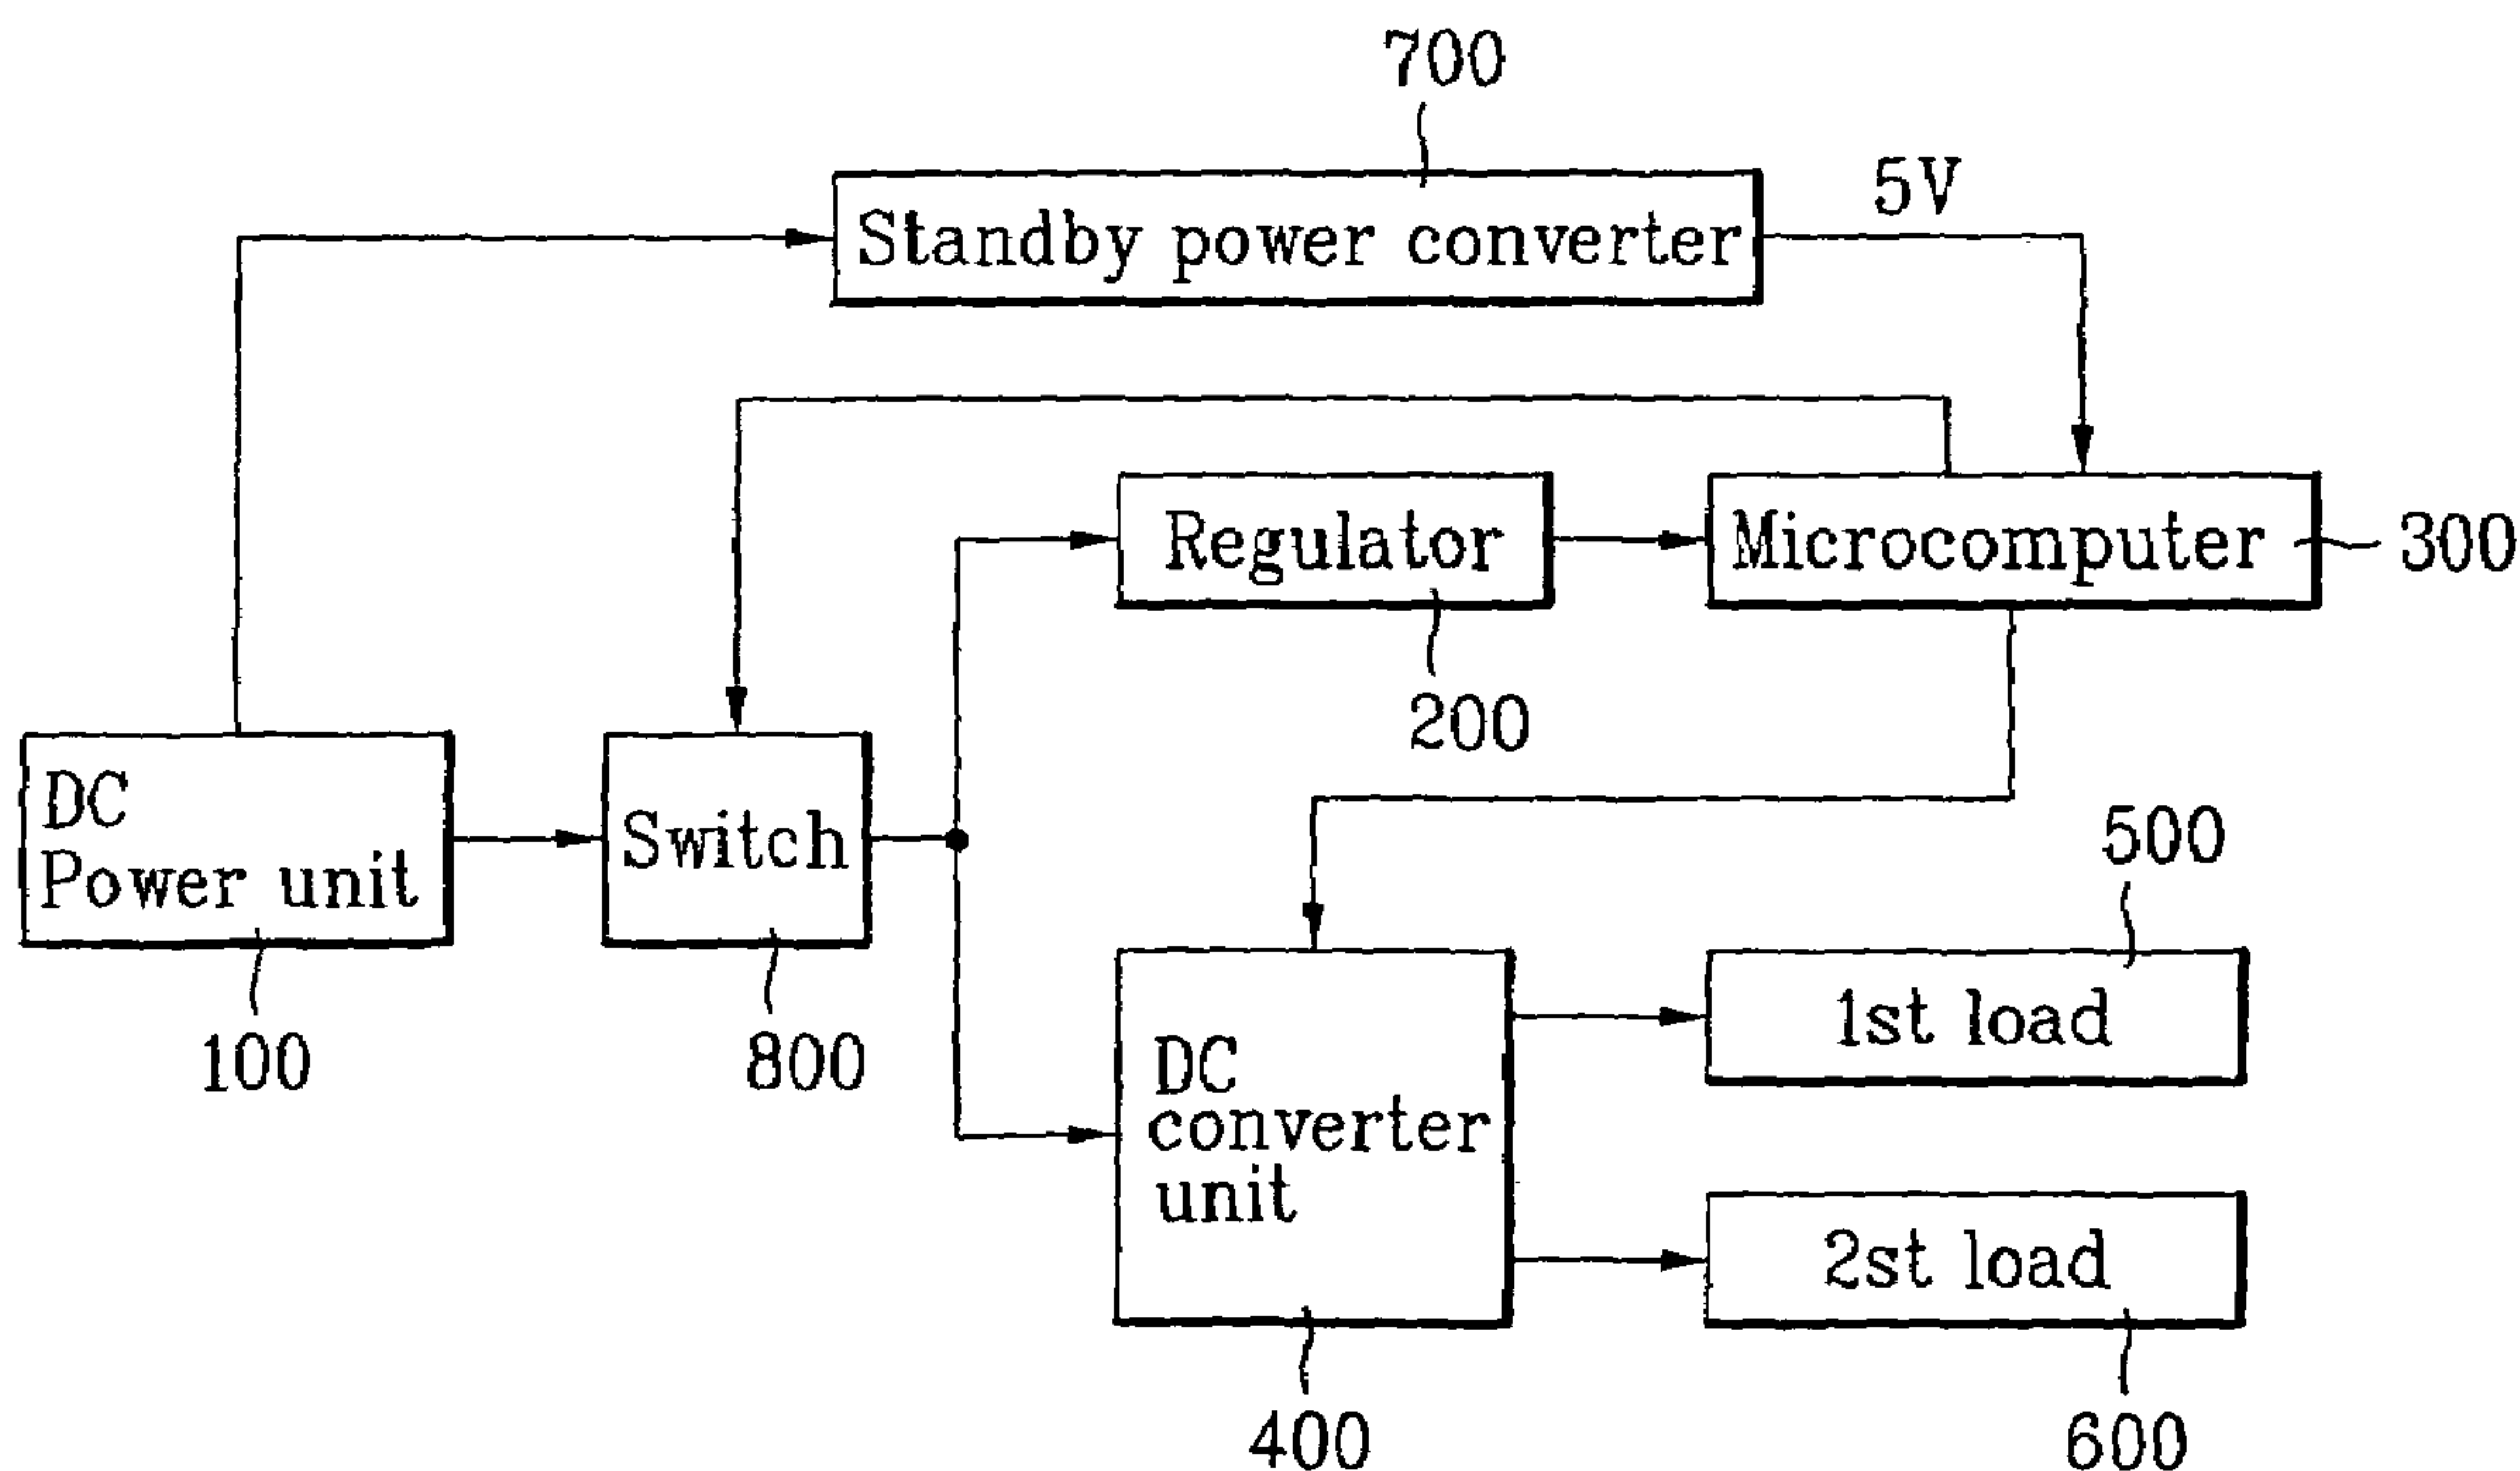 700
Standby power converter
5V
Regulator
Microcomputer
300
200
DC
Power unit
Switch
100
800
500
DC
converter
unit
1st load
2st load
400
600